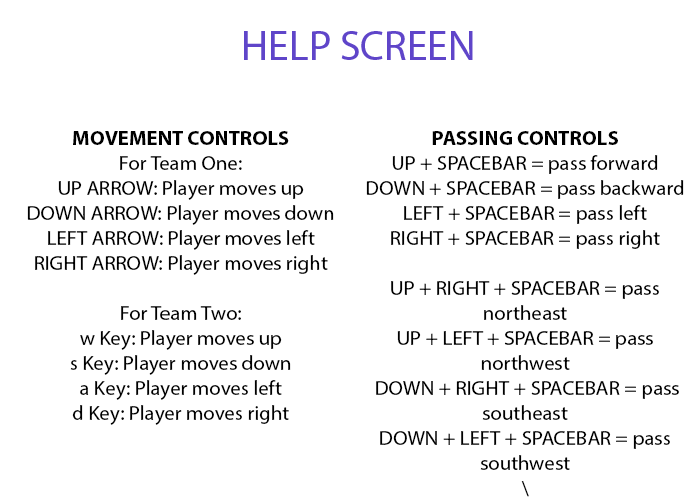 HELP SCREEN
MOVEMENT CONTROLS
For Team One:
UP ARROW: Player moves up
DOWN ARROW: Player moves down
LEFT ARROW: Player moves left
RIGHT ARROW: Player moves right
For Team Two:
w Key: Player moves up
s Key: Player moves down
a Key: Player moves left
d Key: Player moves right
PASSING CONTROLS
UP + SPACEBAR = pass forward
DOWN + SPACEBAR = pass backward
LEFT + SPACEBAR = pass left
RIGHT + SPACEBAR = pass right
UP + RIGHT + SPACEBAR = pass
northeast
UP + LEFT + SPACEBAR = pass
northwest
DOWN + RIGHT + SPACEBAR = pass
southeast
DOWN + LEFT + SPACEBAR = pass
southwest
\